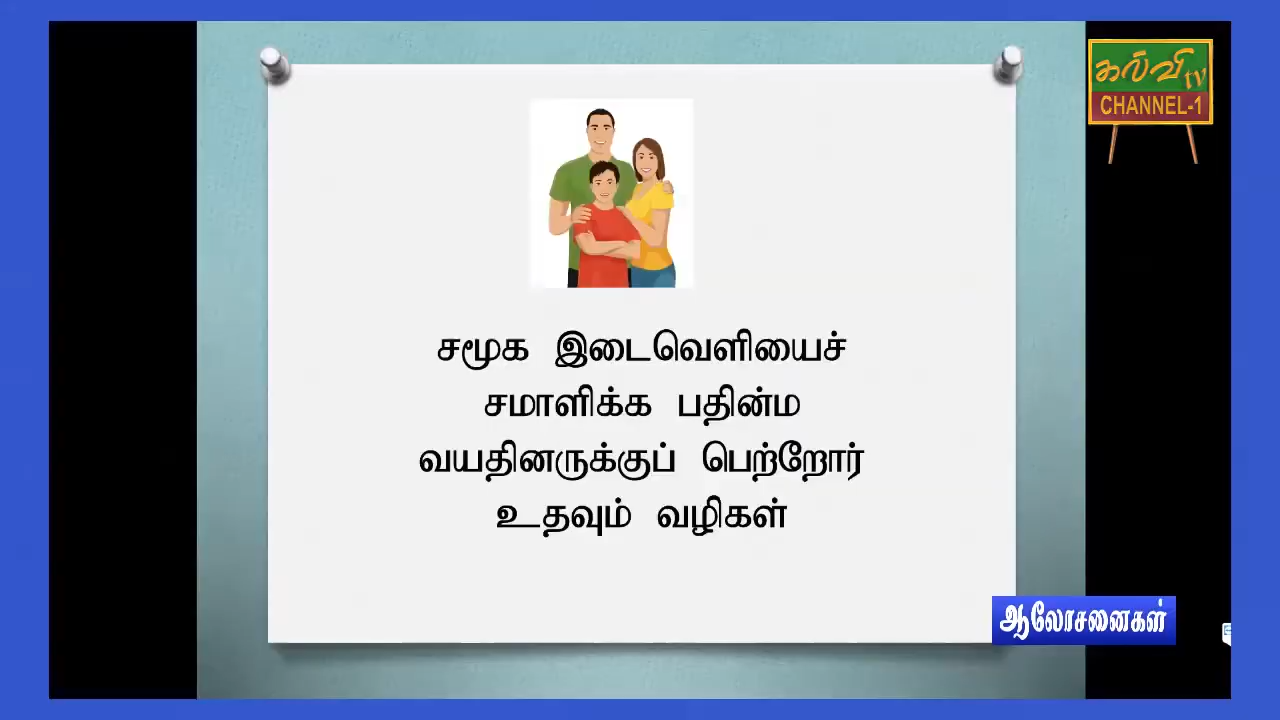 கல்வி tv
CHANNEL-1
சமூக இடைவெளியைச்
சமாளிக்க பதின்ம
வயதினருக்குப் பெற்றோர்
உதவும் வழிகள்
ஆலோசனைகள்